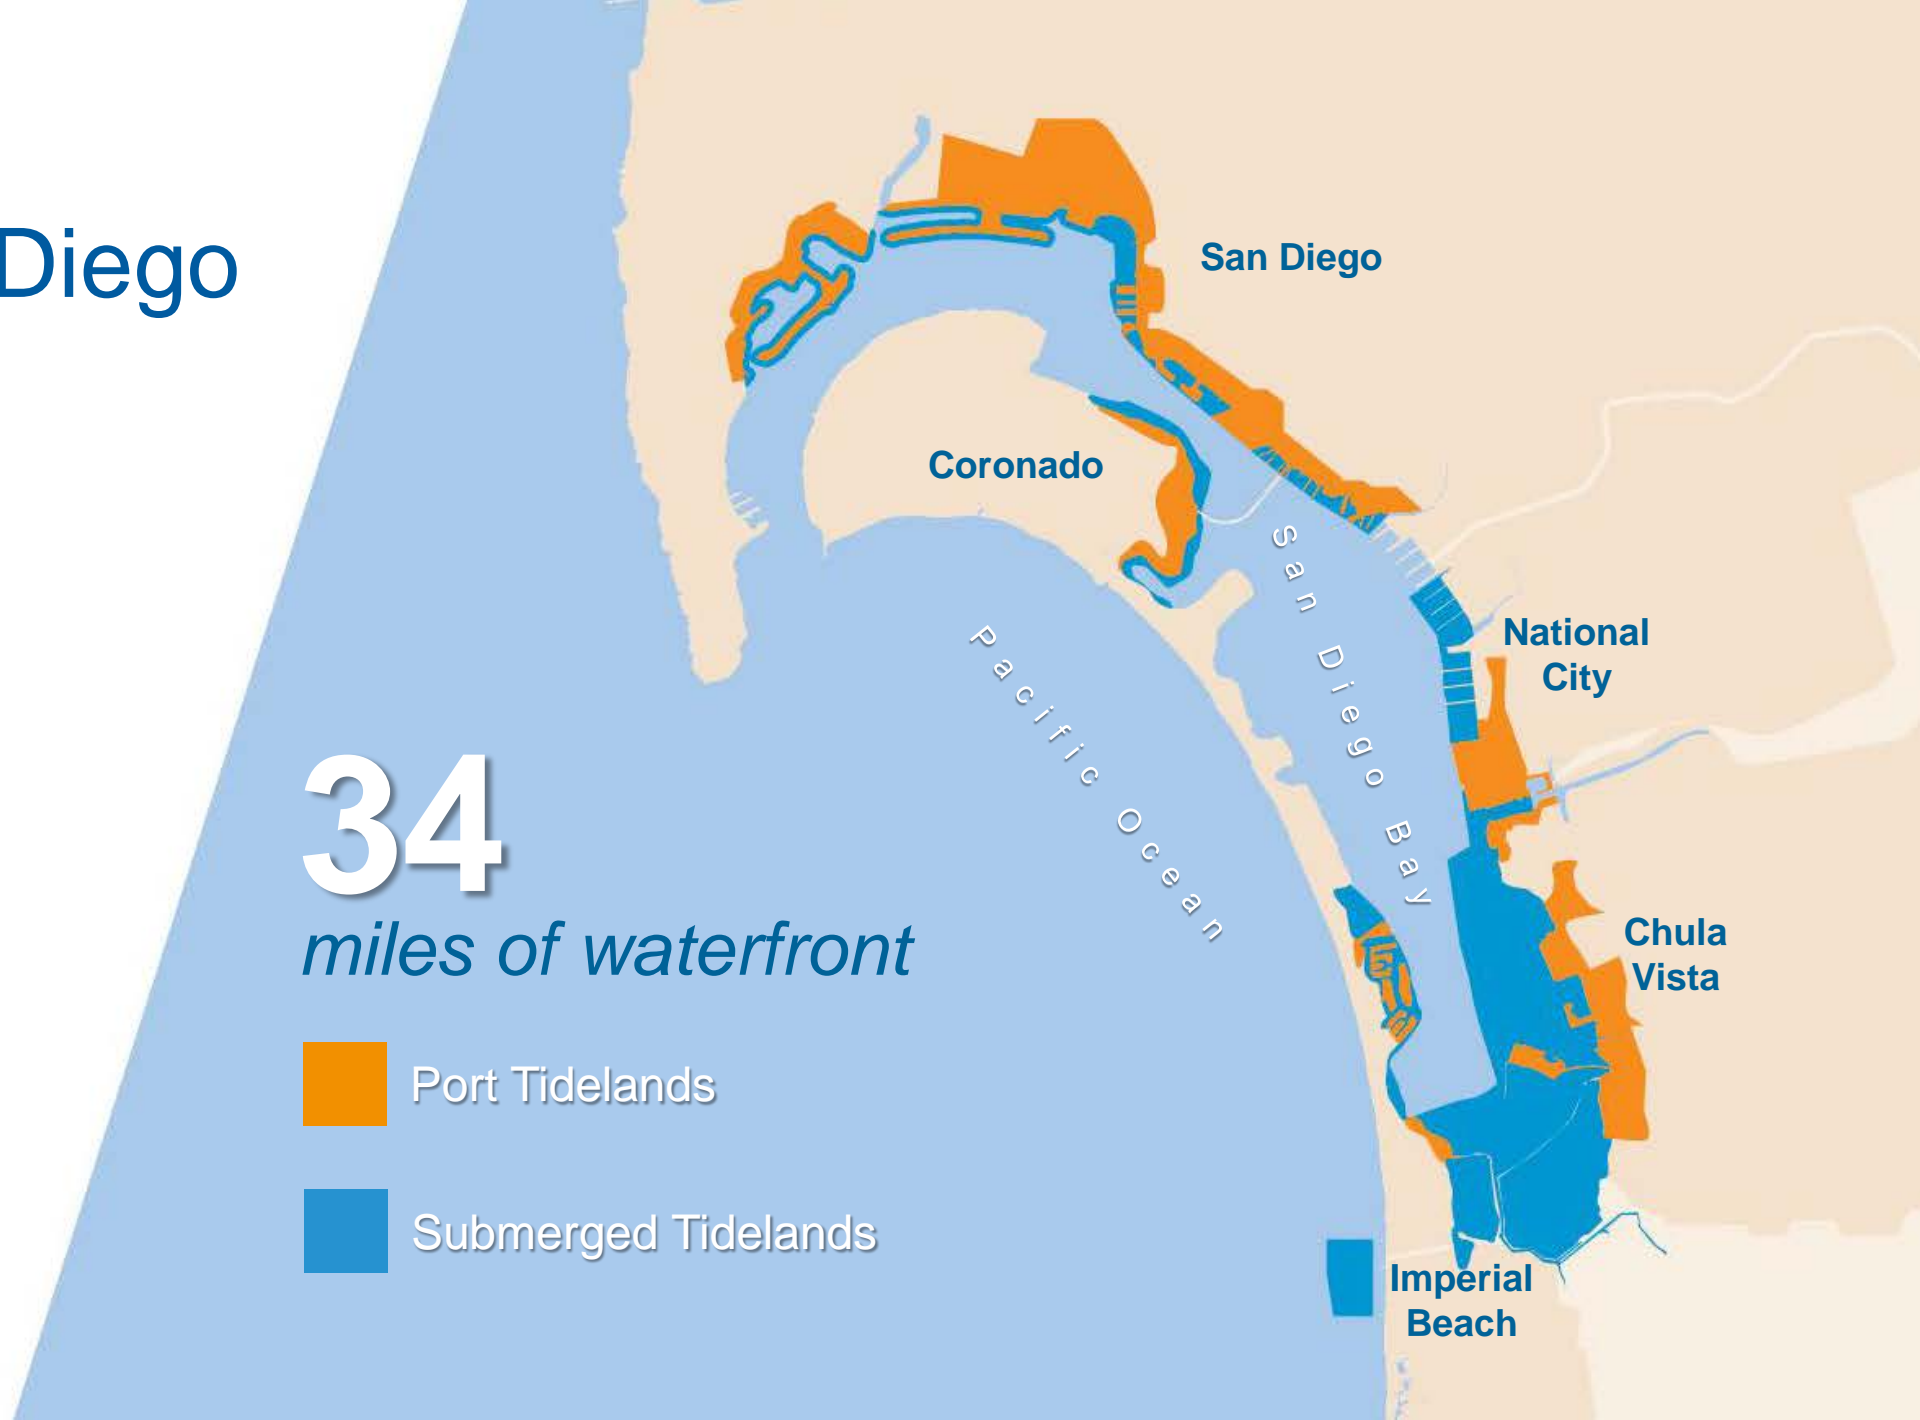 Diego
San Diego
Coronado
San Diego Bay
National
City
Pacific Ocean
34
miles of waterfront
Chula
Vista
Port Tidelands
Submerged Tidelands
Imperial
Beach